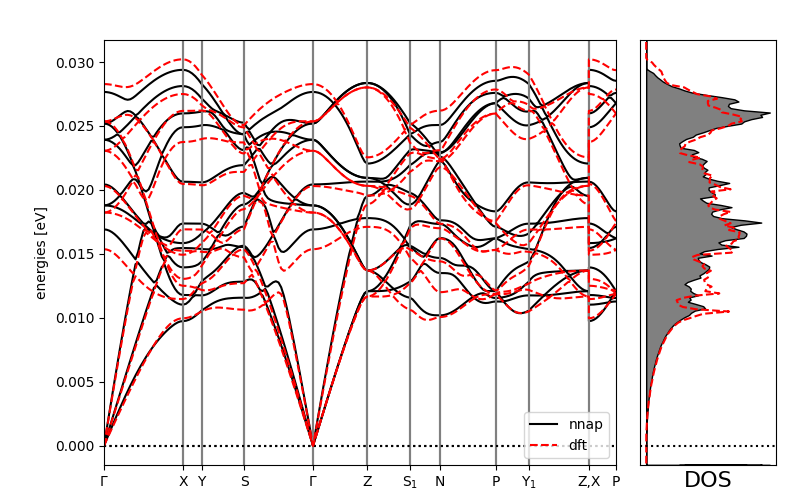 0.030
0.025
0.020
0.015
0.010
0.005
0.000
energies [eV]
Γ X Y S Γ Z S₁ N P Y₁ Z,X P
nnap
dft
DOS